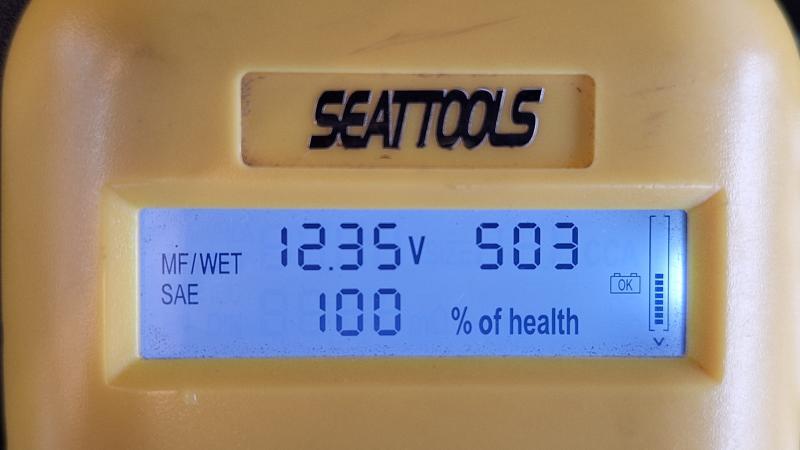 SEATTOOLS
MF/WET 12.35V 503
SAE 100 % of health
OK